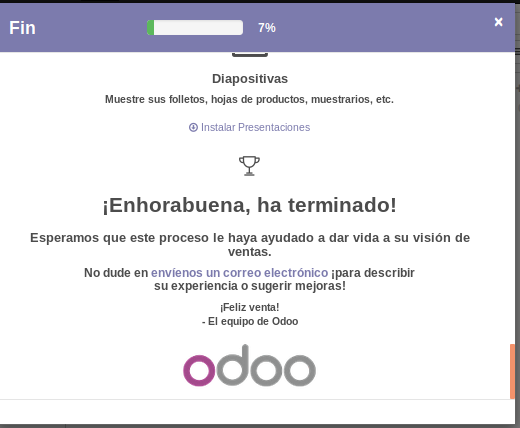 Fin
7%
×
Diapositivas
Muestre sus folletos, hojas de productos, muestrarios, etc.
Instalar Presentaciones
¡Enhorabuena, ha terminado!
Esperamos que este proceso le haya ayudado a dar vida a su visión de
ventas.
No dude en envíenos un correo electrónico ¡para describir
su experiencia o sugerir mejoras!
¡Feliz venta!
- El equipo de Odoo
odoo